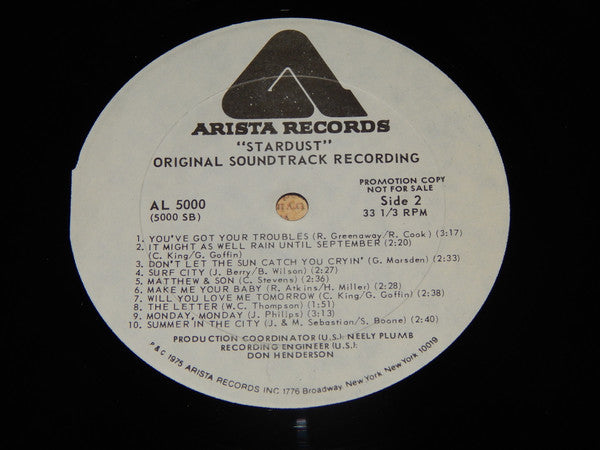 ARISTA RECORDS
"STARDUST"
ORIGINAL SOUNDTRACK RECORDING
PROMOTION COPY
NOT FOR SALE
AL 5000
Side 2
(5000 SB)
33 1/3 RPM
1. YOU'VE GOT YOUR TROUBLES (R. Greenaway/R. Cook) (3:17)
2. IT MIGHT AS WELL RAIN UNTIL SEPTEMBER (2:20)
(C. King/G. Goffin)
3. DON'T LET THE SUN CATCH YOU CRYIN' (G. Marsden) (2:33)
4. SURF CITY (J. Berry/B. Wilson) (2:27)
5. MATTHEW & SON (C. Stevens) (2:36)
6. MAKE ME YOUR BABY (R. Atkins/H. Miller) (2:28)
7. WILL YOU LOVE ME TOMORROW (C. King/G. Goffin) (2:38)
8. THE LETTER (W.C. Thompson) (1:51)
9. MONDAY, MONDAY (J. Philips) (3:13)
10. SUMMER IN THE CITY (J. & M. Sebastian/S. Boone) (2:40)
PRODUCTION COORDINATOR (U.S.): NEELY PLUMB
RECORDING ENGINEER (U.S.):
DON HENDERSON
P & C 1975 ARISTA RECORDS INC 1776 Broadway New York New York 10019